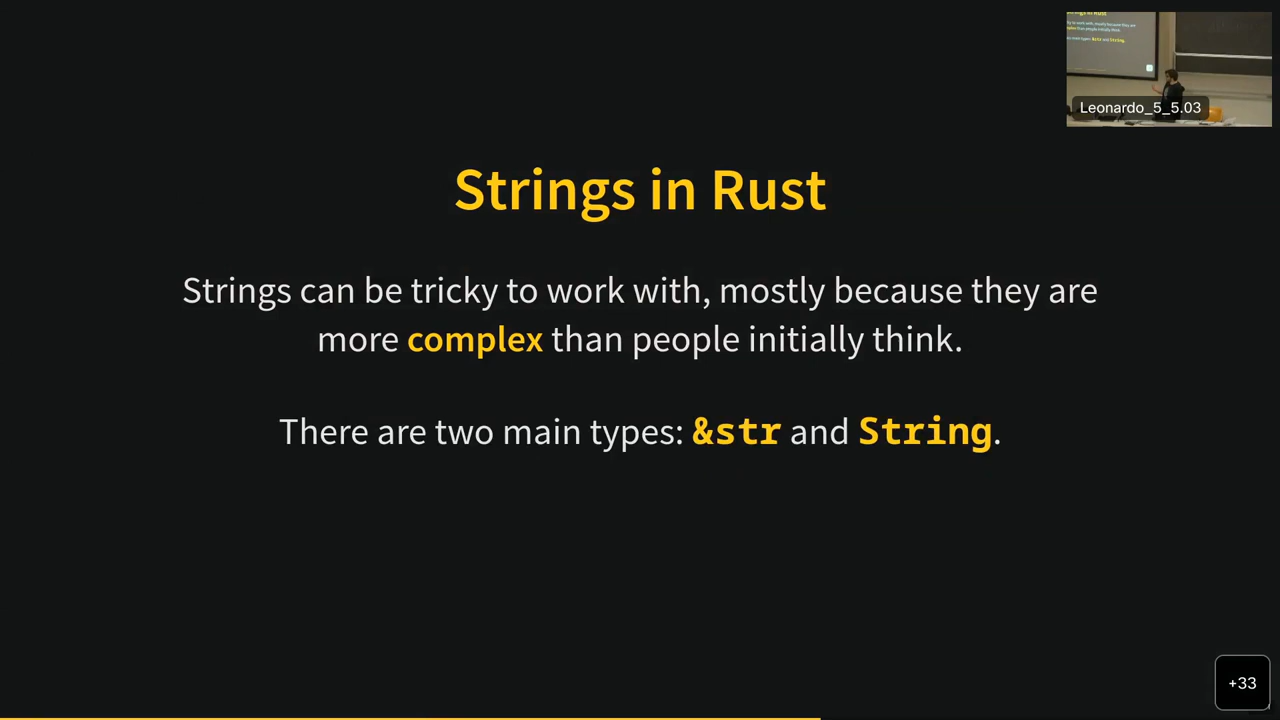 Strings in Rust
Leonardo_5_5.03
Strings can be tricky to work with, mostly because they are
more complex than people initially think.
There are two main types: &str and String.
+33